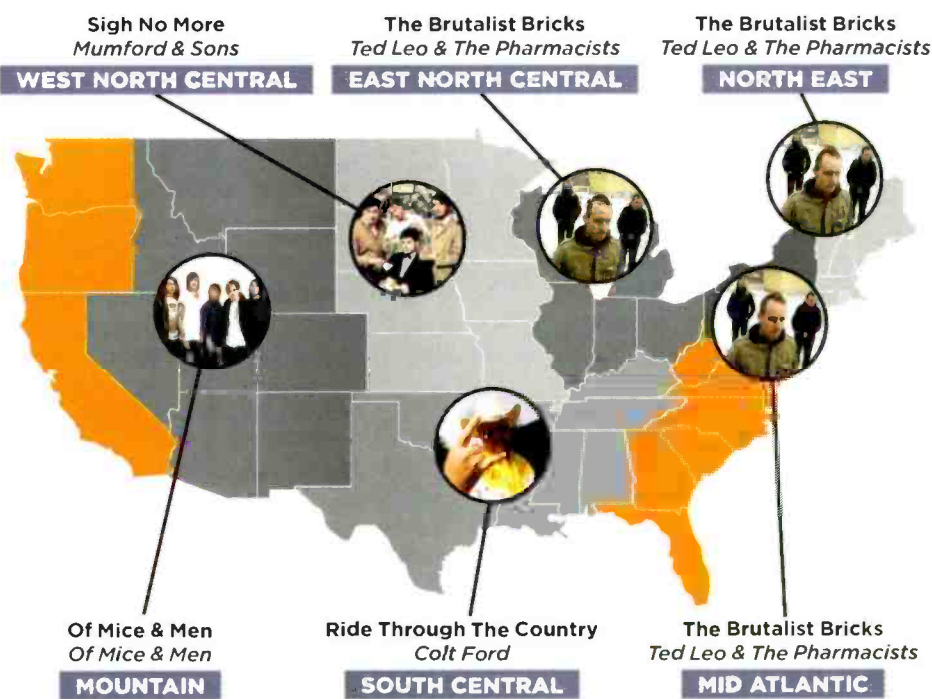 Sigh No More
Mumford & Sons
WEST NORTH CENTRAL
The Brutalist Bricks
Ted Leo & The Pharmacists
EAST NORTH CENTRAL
The Brutalist Bricks
Ted Leo & The Pharmacists
NORTH EAST
Of Mice & Men
Of Mice & Men
MOUNTAIN
Ride Through The Country
Colt Ford
SOUTH CENTRAL
The Brutalist Bricks
Ted Leo & The Pharmacists
MID ATLANTIC